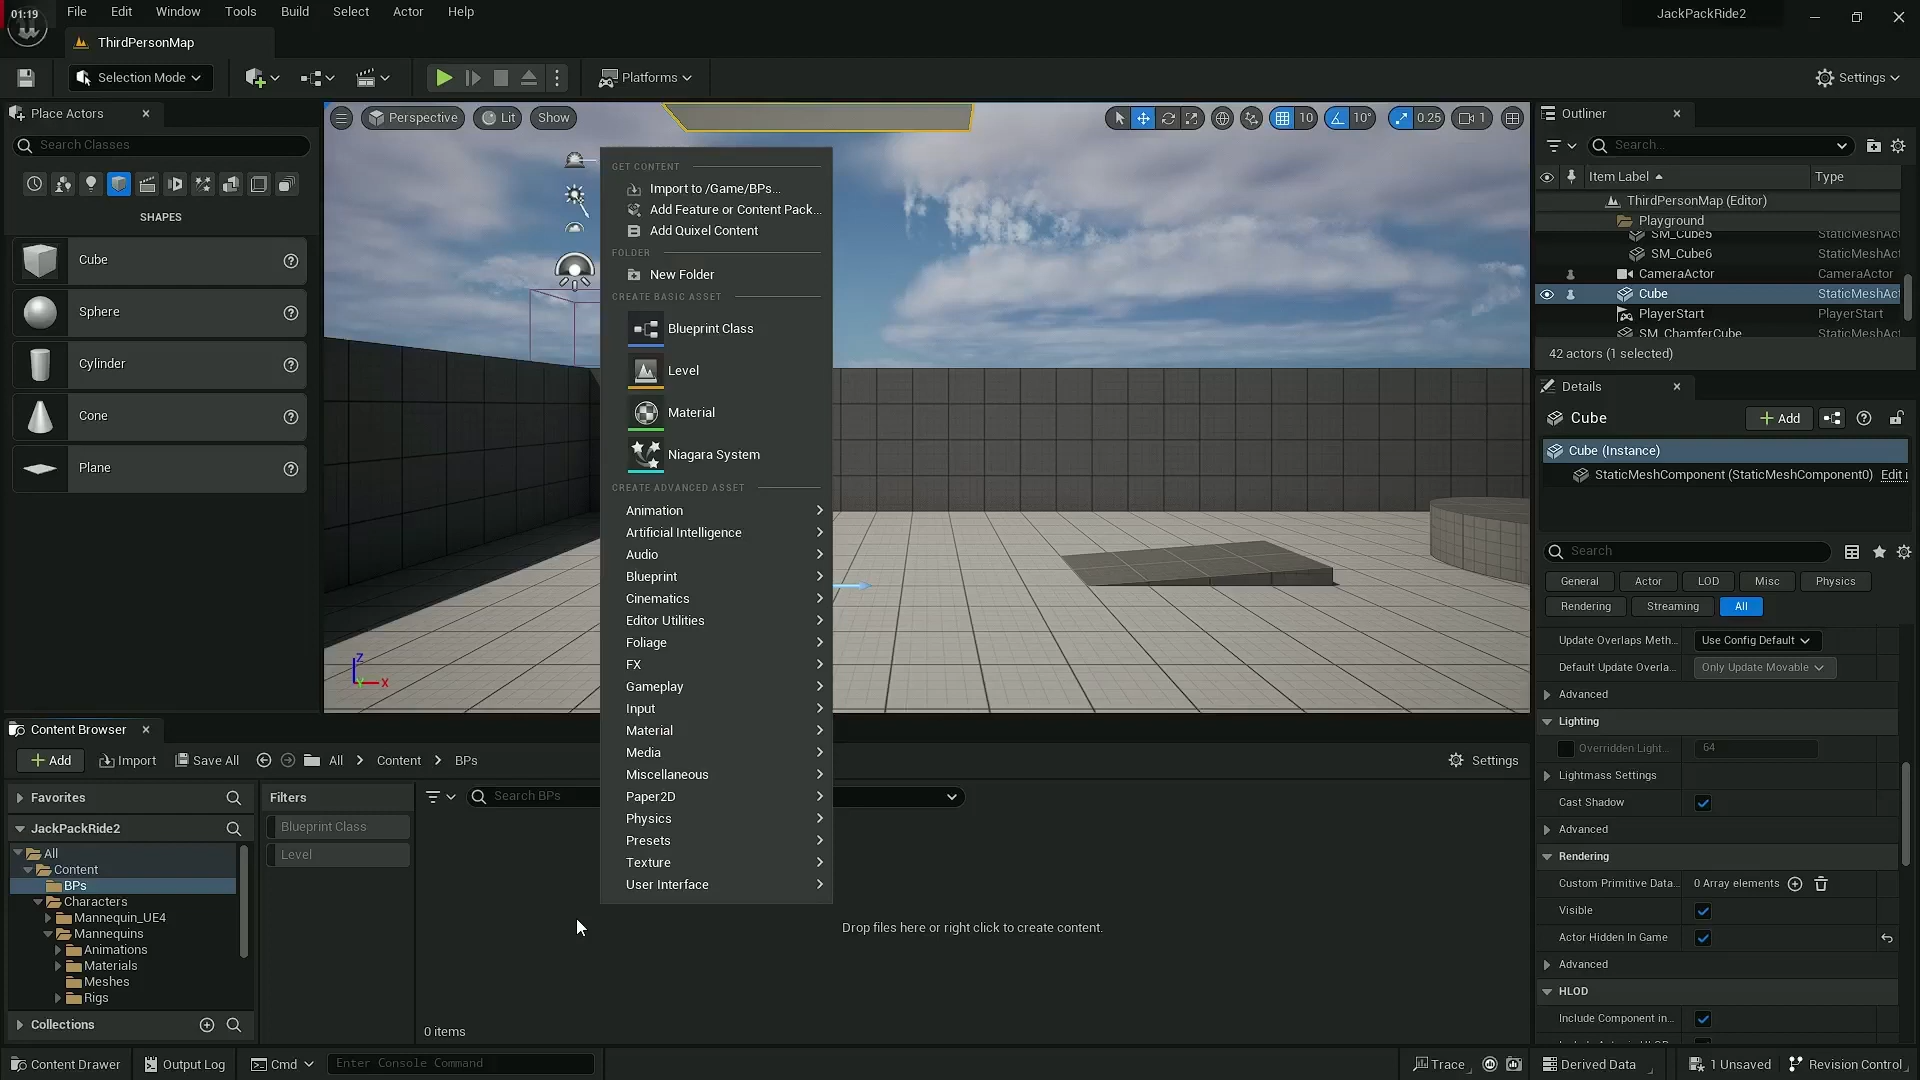 01:19
File Edit Window Tools Build Select Actor Help
JackPackRide2
ThirdPersonMap
Selection Mode
Platforms
Settings
Place Actors
Search Classes
SHAPES
Cube
Sphere
Cylinder
Cone
Plane
Perspective
Lit
Show
10
10°
0.25
1
GET CONTENT
Import to /Game/BPs...
Add Feature or Content Pack...
Add Quixel Content
FOLDER
New Folder
CREATE BASIC ASSET
Blueprint Class
Level
Material
Niagara System
CREATE ADVANCED ASSET
Animation
Artificial Intelligence
Audio
Blueprint
Cinematics
Editor Utilities
Foliage
FX
Gameplay
Input
Material
Media
Miscellaneous
Paper2D
Physics
Presets
Texture
User Interface
Z
Y
X
Outliner
Search...
Item Label Type
ThirdPersonMap (Editor)
Playground
SM_Cube5 StaticMeshAct
SM_Cube6 StaticMeshAct
CameraActor CameraActor
Cube StaticMeshAct
PlayerStart PlayerStart
SM_ChamferCube StaticMeshAct
42 actors (1 selected)
Details
Cube
Add
Cube (Instance)
StaticMeshComponent (StaticMeshComponent0) Edit i
Search
General Actor LOD Misc Physics
Rendering Streaming All
Update Overlaps Meth... Use Config Default
Default Update Overla... Only Update Movable
Advanced
Lighting
Overridden Light... 64
Lightmass Settings
Cast Shadow
Advanced
Rendering
Custom Primitive Data... 0 Array elements
Visible
Actor Hidden In Game
Advanced
HLOD
Include Component in...
Content Browser
Add Import Save All All Content BPs
Settings
Favorites
JackPackRide2
All
Content
BPs
Characters
Mannequin_UE4
Mannequins
Animations
Materials
Meshes
Rigs
Collections
Filters
Blueprint Class
Level
Search BPs
Drop files here or right click to create content.
0 items
Content Drawer Output Log Cmd Enter Console Command
Trace Derived Data 1 Unsaved Revision Control